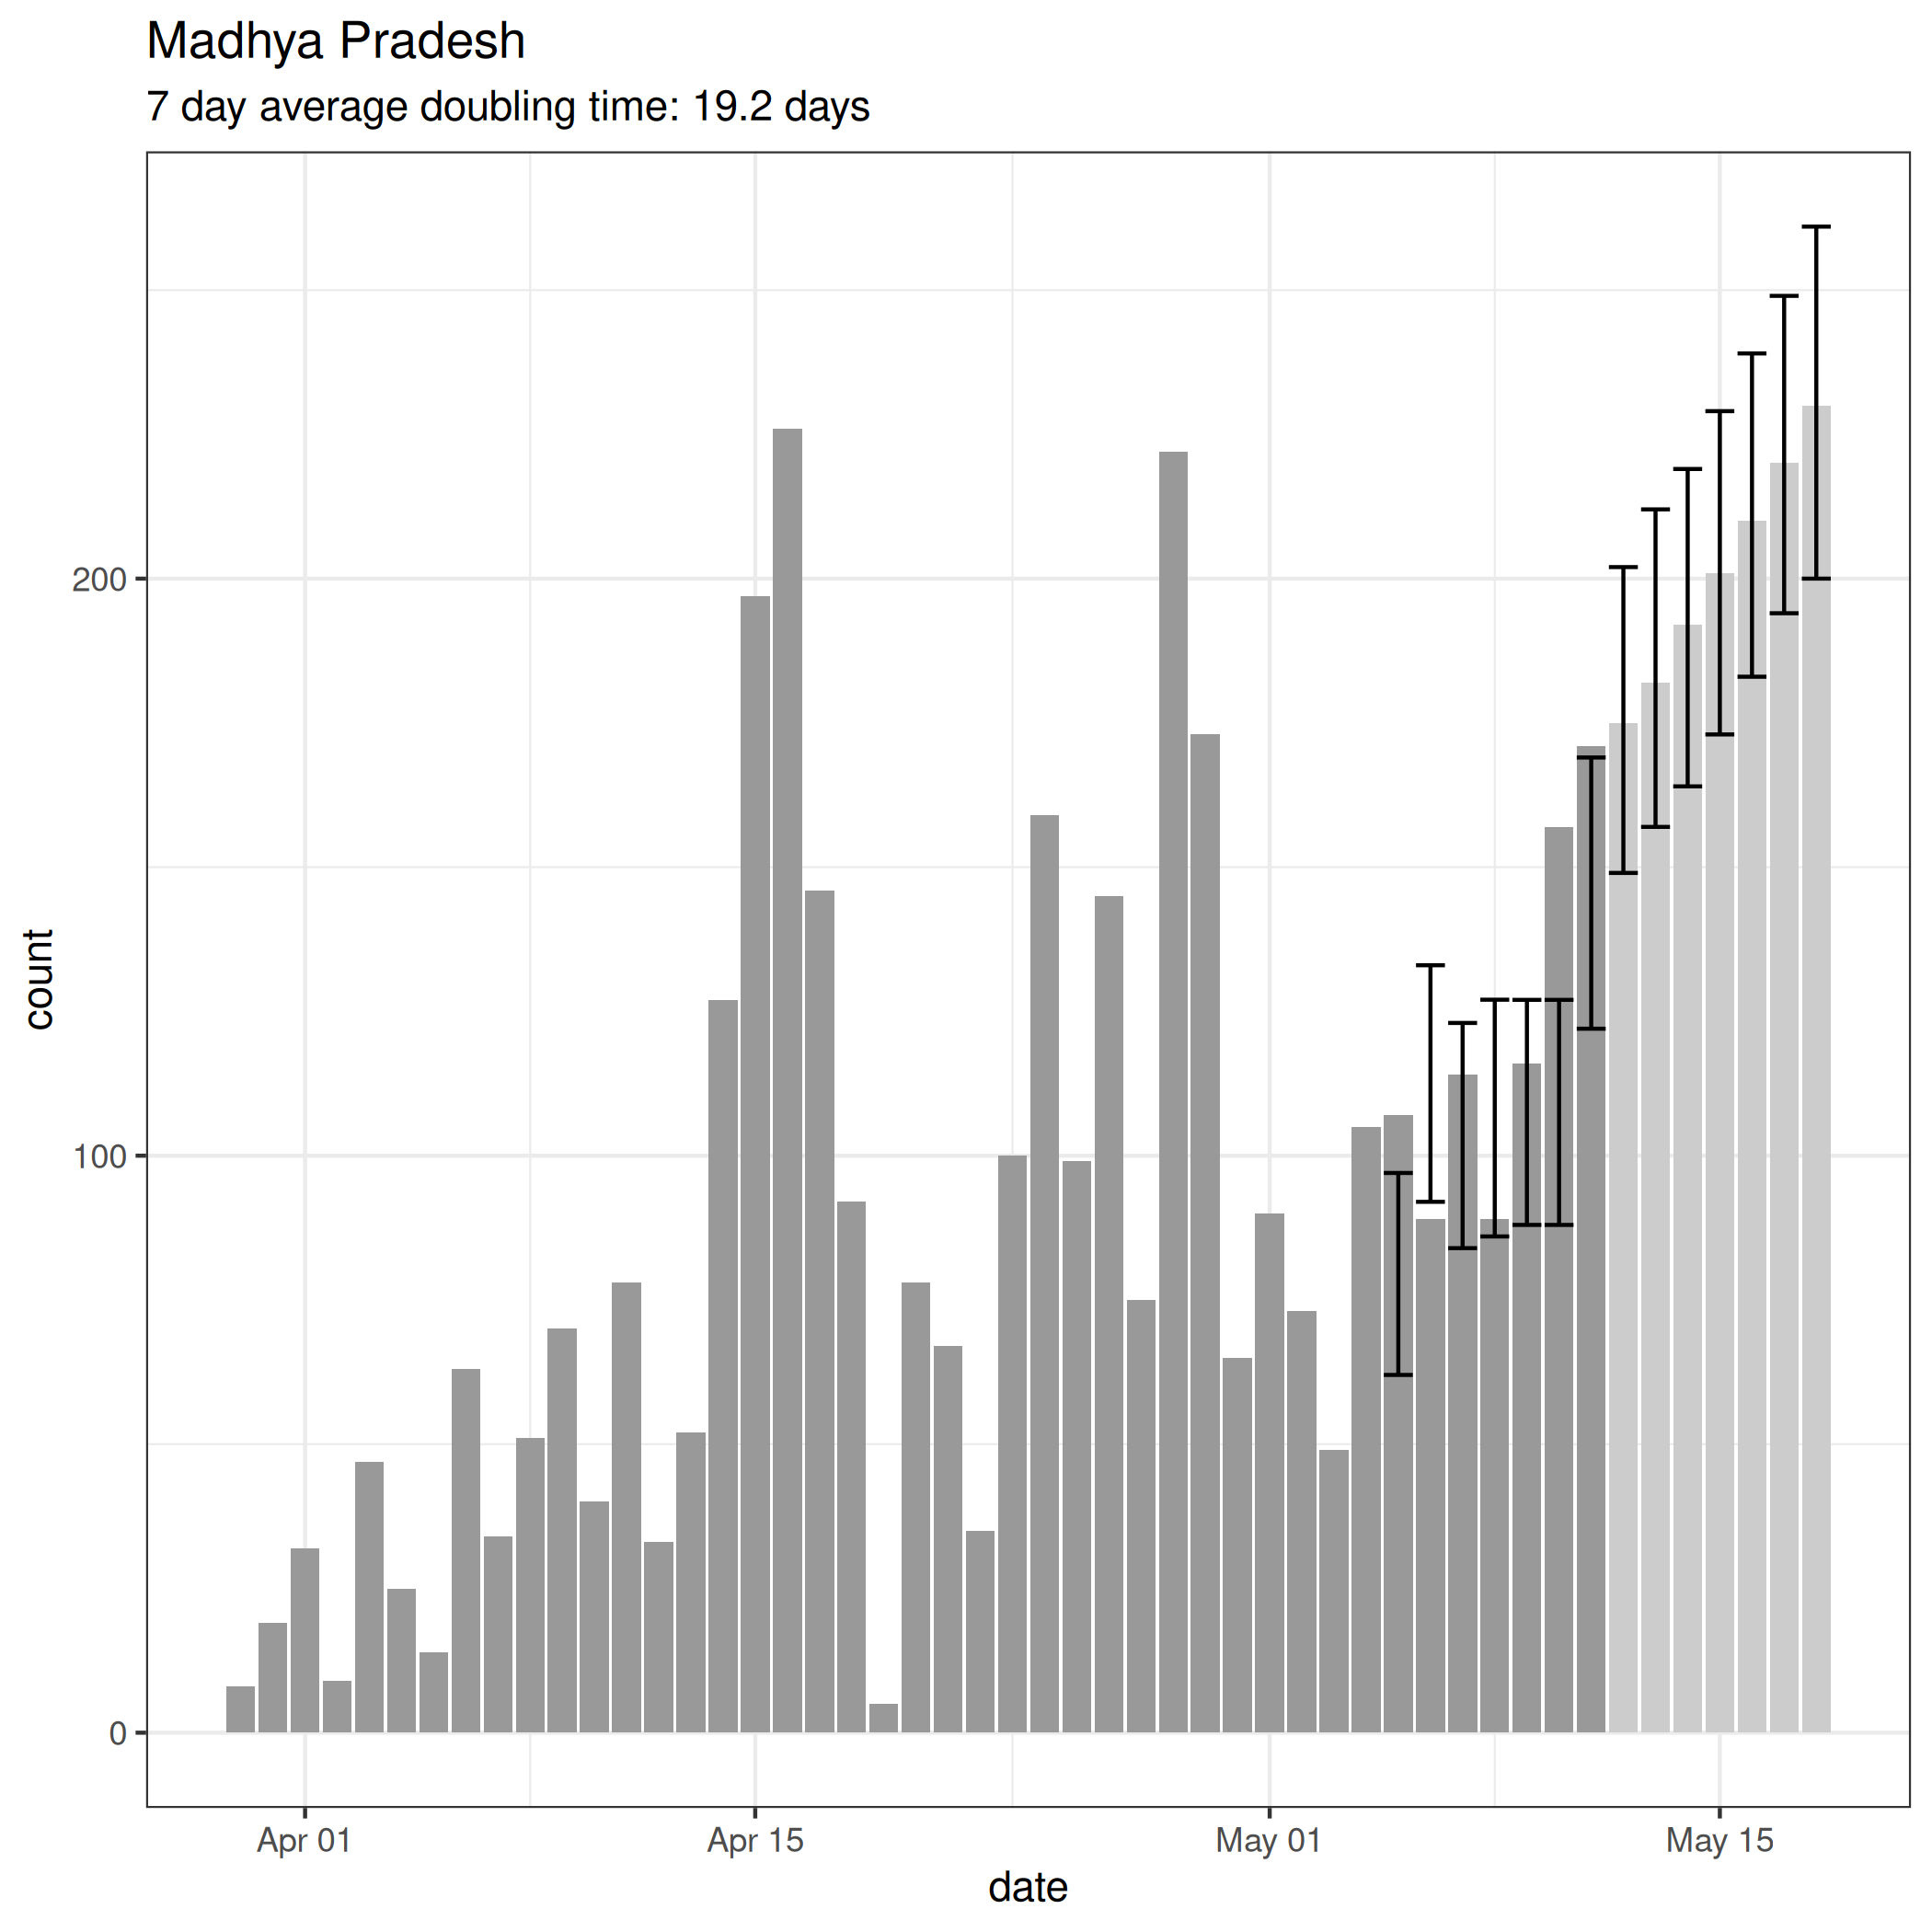 Madhya Pradesh
7 day average doubling time: 19.2 days
200
100
0
count
Apr 01
Apr 15
May 01
May 15
date